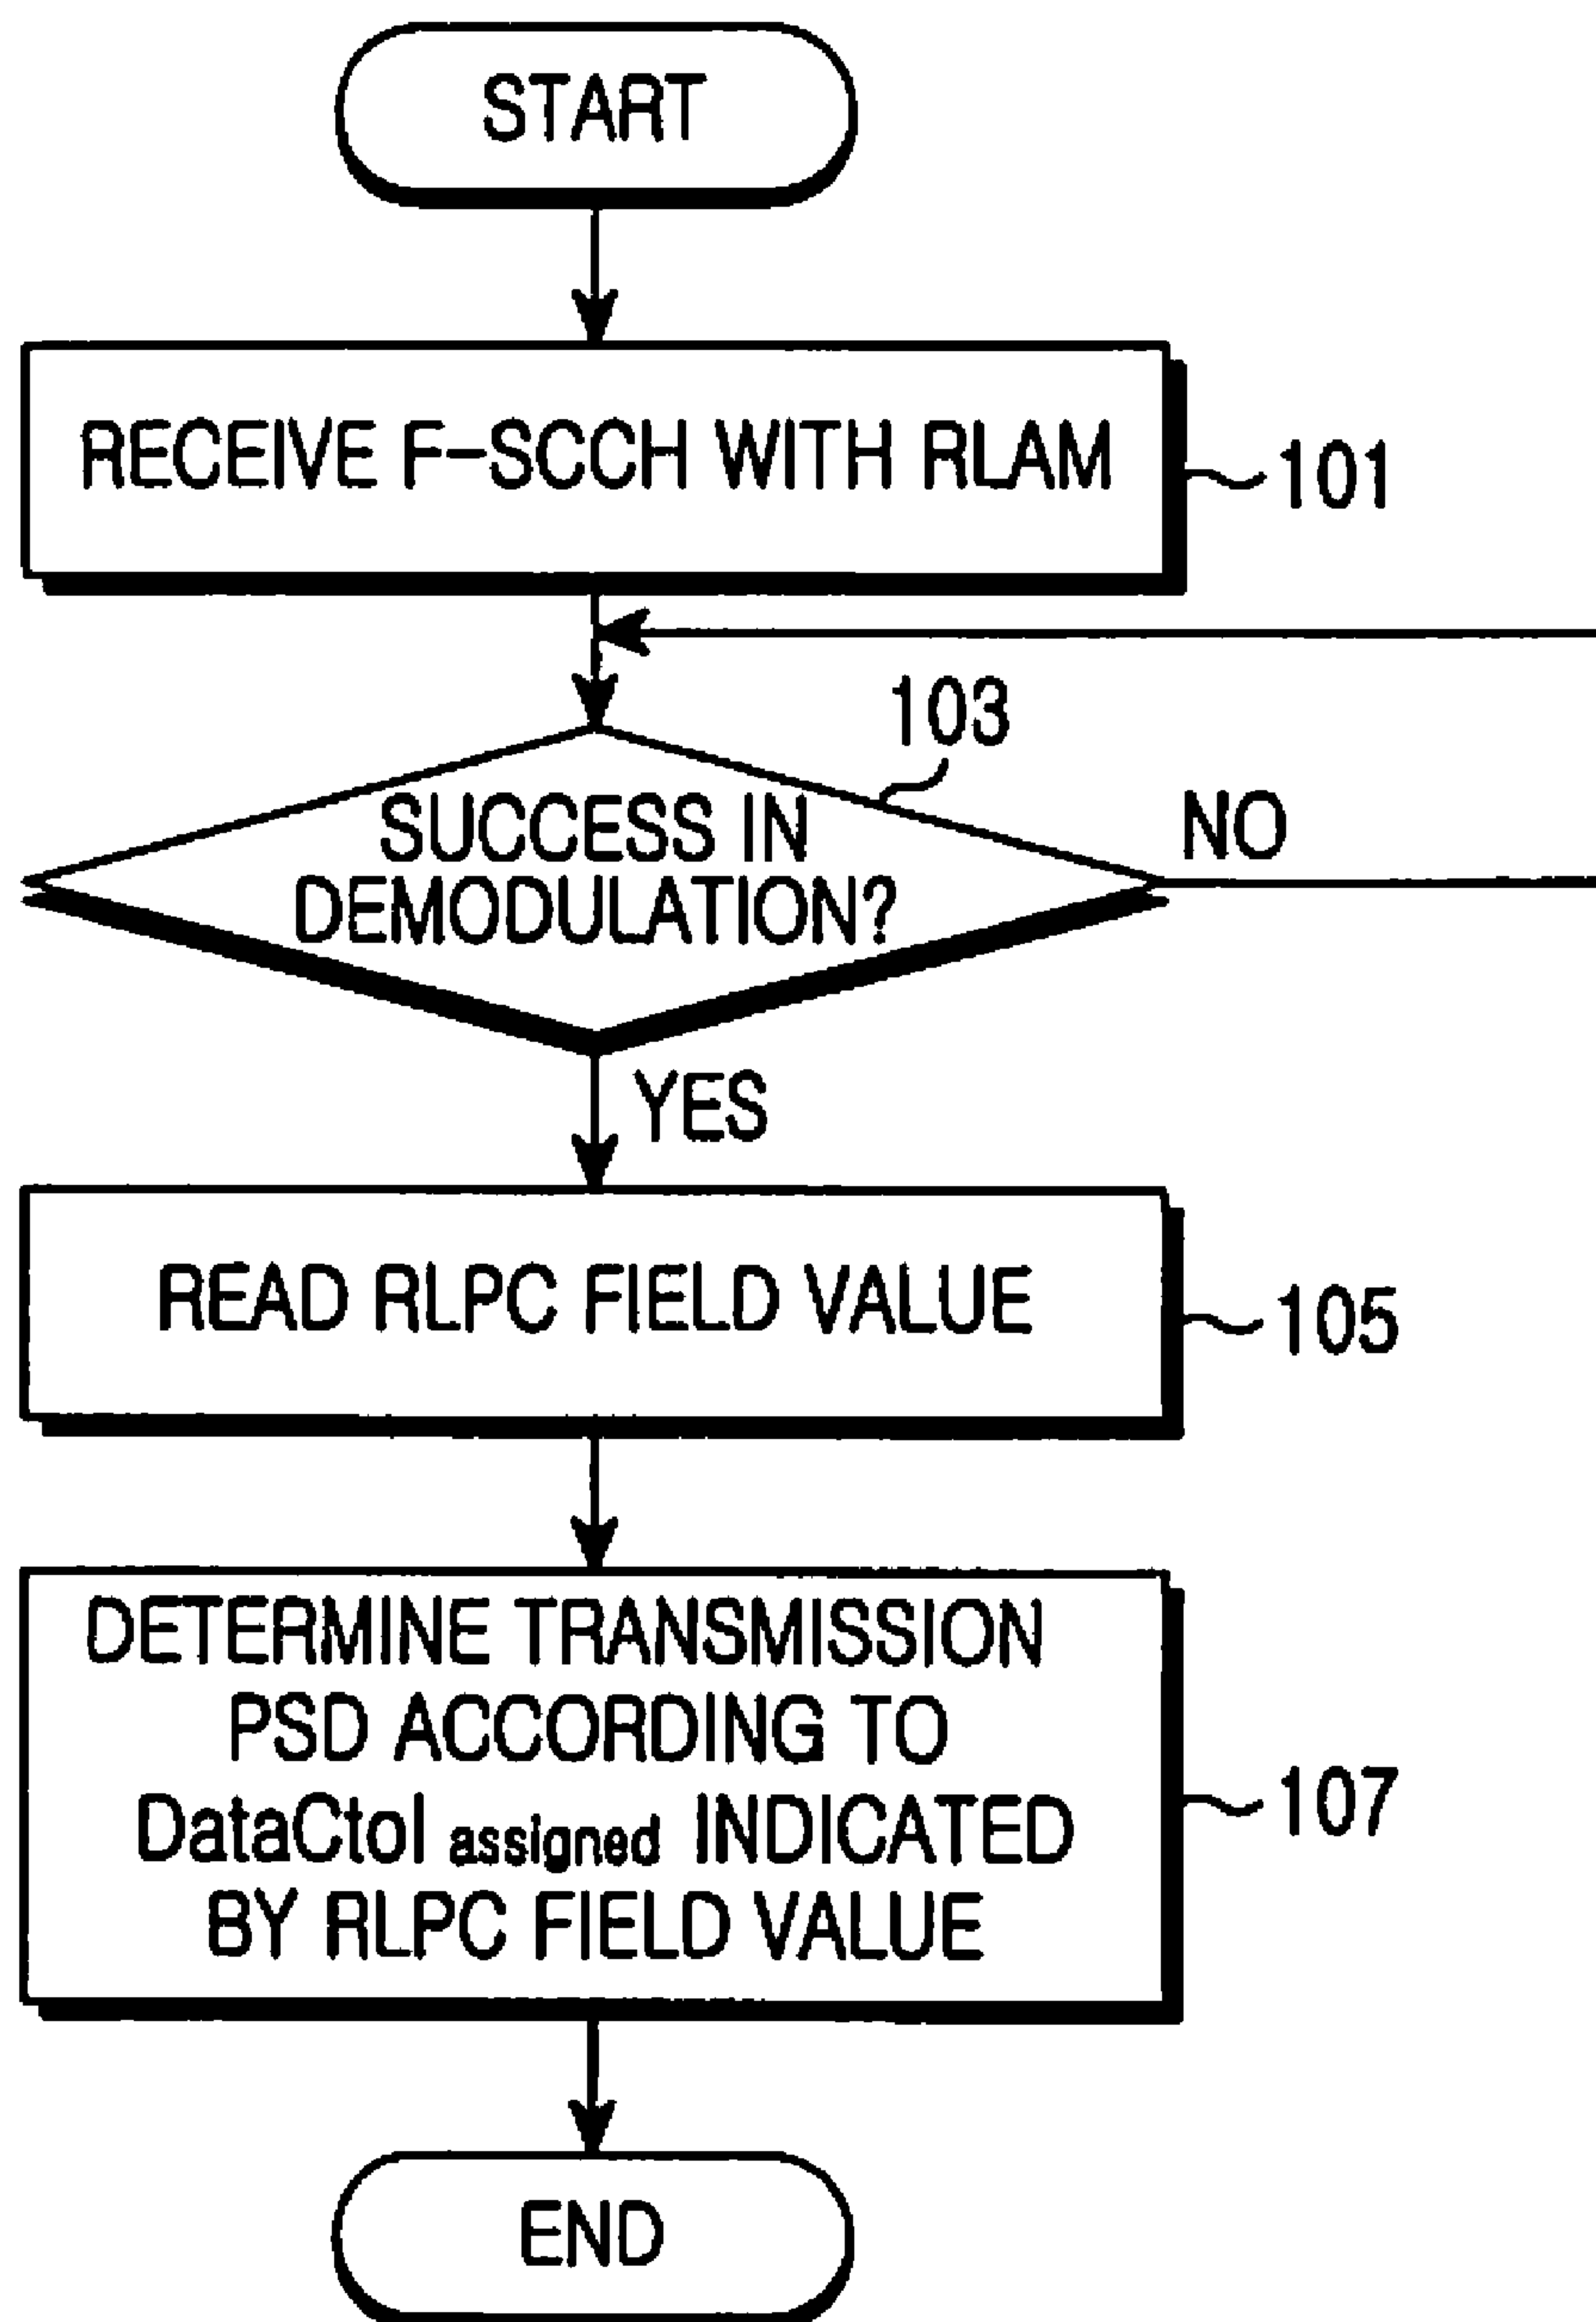 START
RECEIVE F-SCCH WITH RLAM
101
103
SUCCESS IN
DEMODULATION?
NO
YES
READ RLPC FIELD VALUE
105
DETERMINE TRANSMISSION
PSD ACCORDING TO
DataCtoI assigned INDICATED
BY RLPC FIELD VALUE
107
END